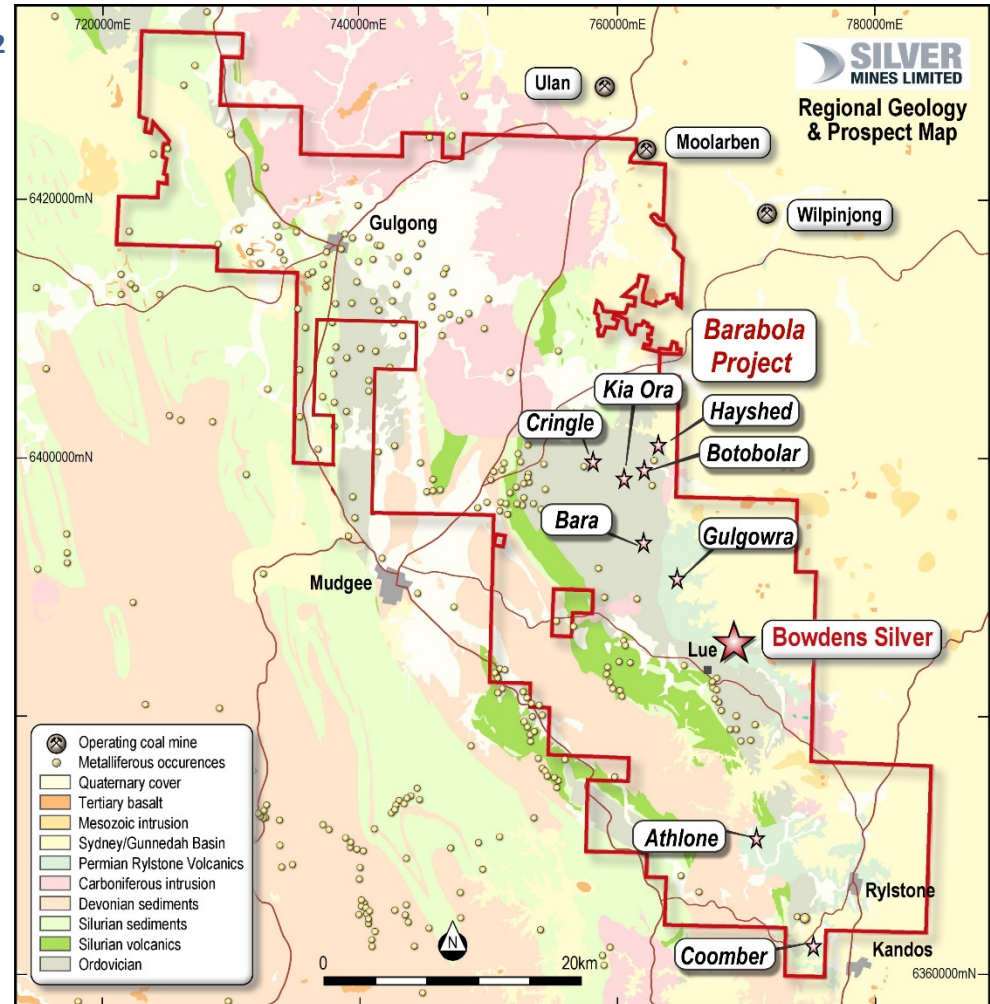 2
720000mE
740000mE
760000mE
780000mE
SILVER
MINES LIMITED
Regional Geology
& Prospect Map
Ulan
Moolarben
Wilpinjong
6420000mN
Gulgong
Barabola
Project
Kia Ora
Hayshed
Cringle
Botobolar
6400000mN
Bara
Gulgowra
Mudgee
Bowdens Silver
Lue
Operating coal mine
Metalliferous occurences
Quaternary cover
Tertiary basalt
Mesozoic intrusion
Sydney/Gunnedah Basin
Permian Rylstone Volcanics
Carboniferous intrusion
Devonian sediments
Silurian sediments
Silurian volcanics
Ordovician
Athlone
Rylstone
Coomber
Kandos
N
0
20km
6360000mN